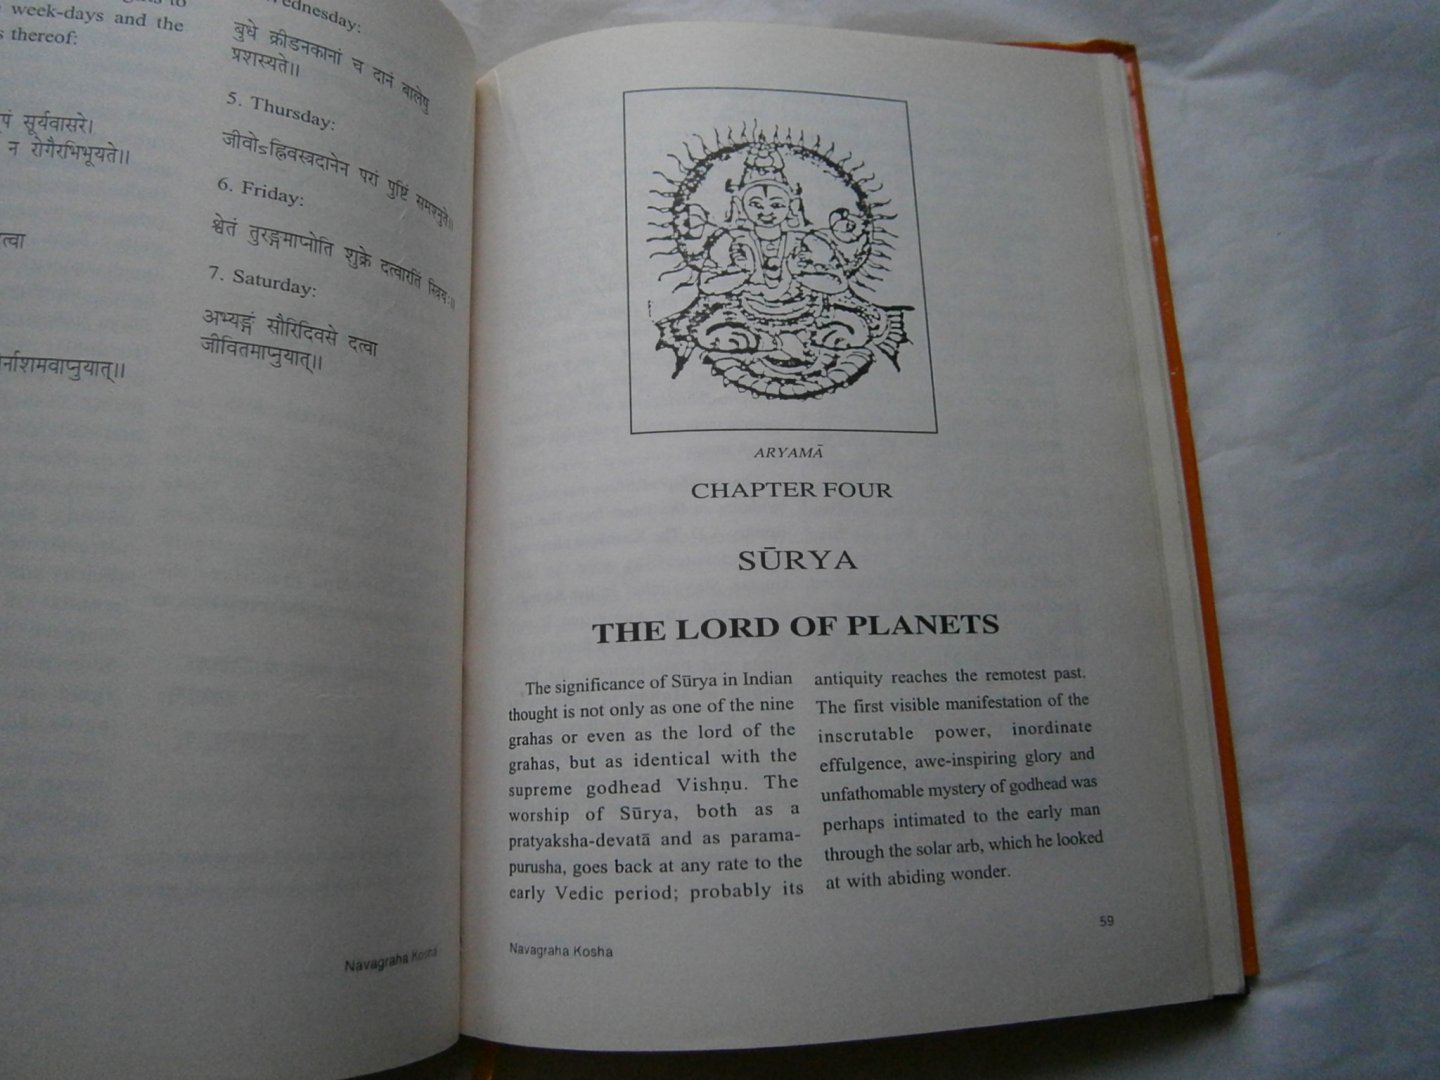 week-days and the
thereof:
सूर्यवासरे।
न रोगैरभिभूयते।।
Wednesday:
बुधे क्रीडनकानां च दानं बालेषु
प्रशस्यते।।
5. Thursday:
जीवोऽह्निवस्त्रदानेन परां पुष्टिं समश्नुते।।
6. Friday:
श्वेतं तुरङ्गमाप्नोति शुक्रे दत्वारतिं स्त्रियः।।
7. Saturday:
अभ्यङ्गं सौरिदिवसे दत्वा
जीवितमाप्नुयात्।।
Navagraha Kosha
ARYAMĀ
CHAPTER FOUR
SŪRYA
THE LORD OF PLANETS
The significance of Sūrya in Indian
thought is not only as one of the nine
grahas or even as the lord of the
grahas, but as identical with the
supreme godhead Vishṇu. The
worship of Sūrya, both as a
pratyaksha-devatā and as parama-
purusha, goes back at any rate to the
early Vedic period; probably its
antiquity reaches the remotest past.
The first visible manifestation of the
inscrutable power, inordinate
effulgence, awe-inspiring glory and
unfathomable mystery of godhead was
perhaps intimated to the early man
through the solar arb, which he looked
at with abiding wonder.
Navagraha Kosha
59